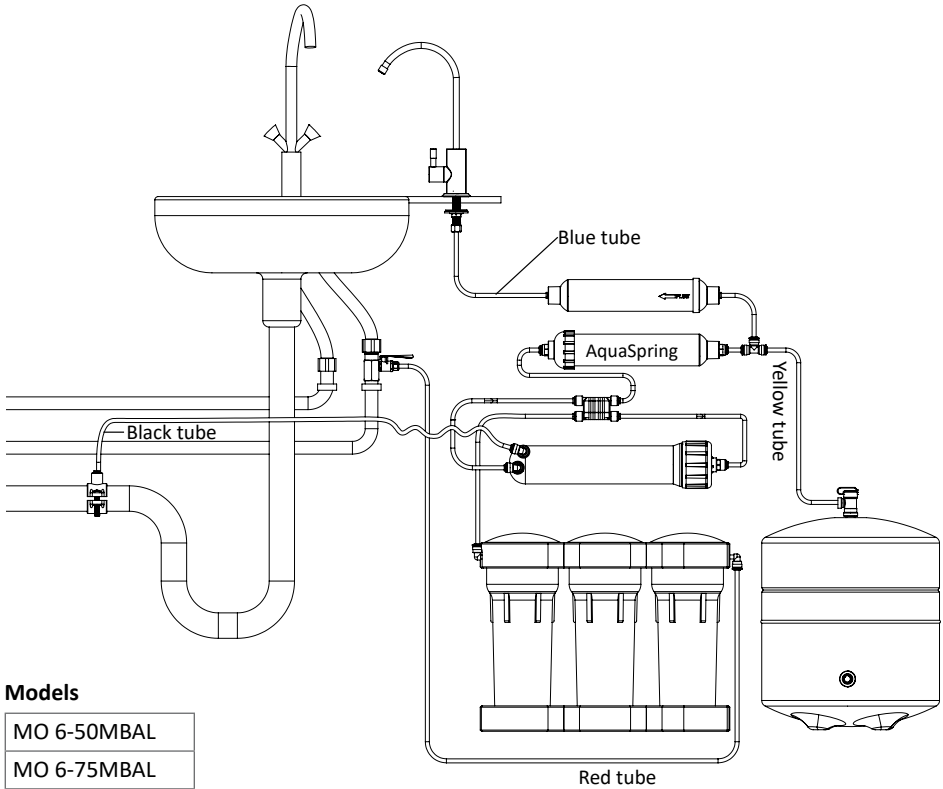 Blue tube
AquaSpring
Yellow tube
Black tube
Models
MO 6-50MBAL
MO 6-75MBAL
Red tube